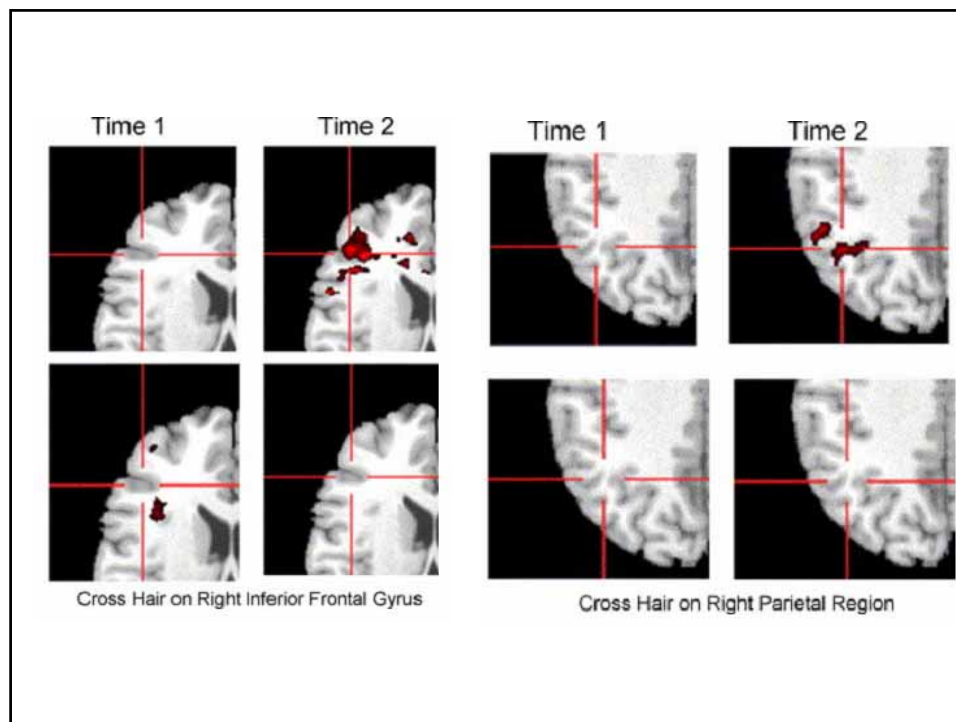 Time 1
Time 2
Time 1
Time 2
Cross Hair on Right Inferior Frontal Gyrus
Cross Hair on Right Parietal Region